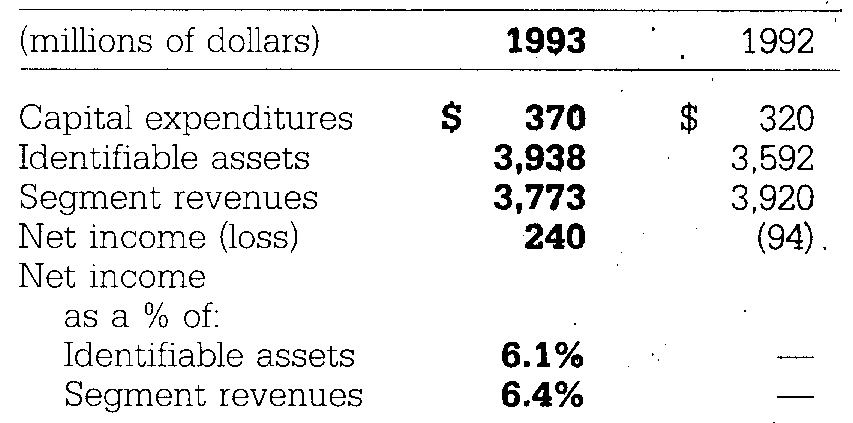 (millions of dollars) 1993 1992
Capital expenditures $ 370 $ 320
Identifiable assets 3,938 3,592
Segment revenues 3,773 3,920
Net income (loss) 240 (94)
Net income
as a % of:
Identifiable assets 6.1% —
Segment revenues 6.4% —